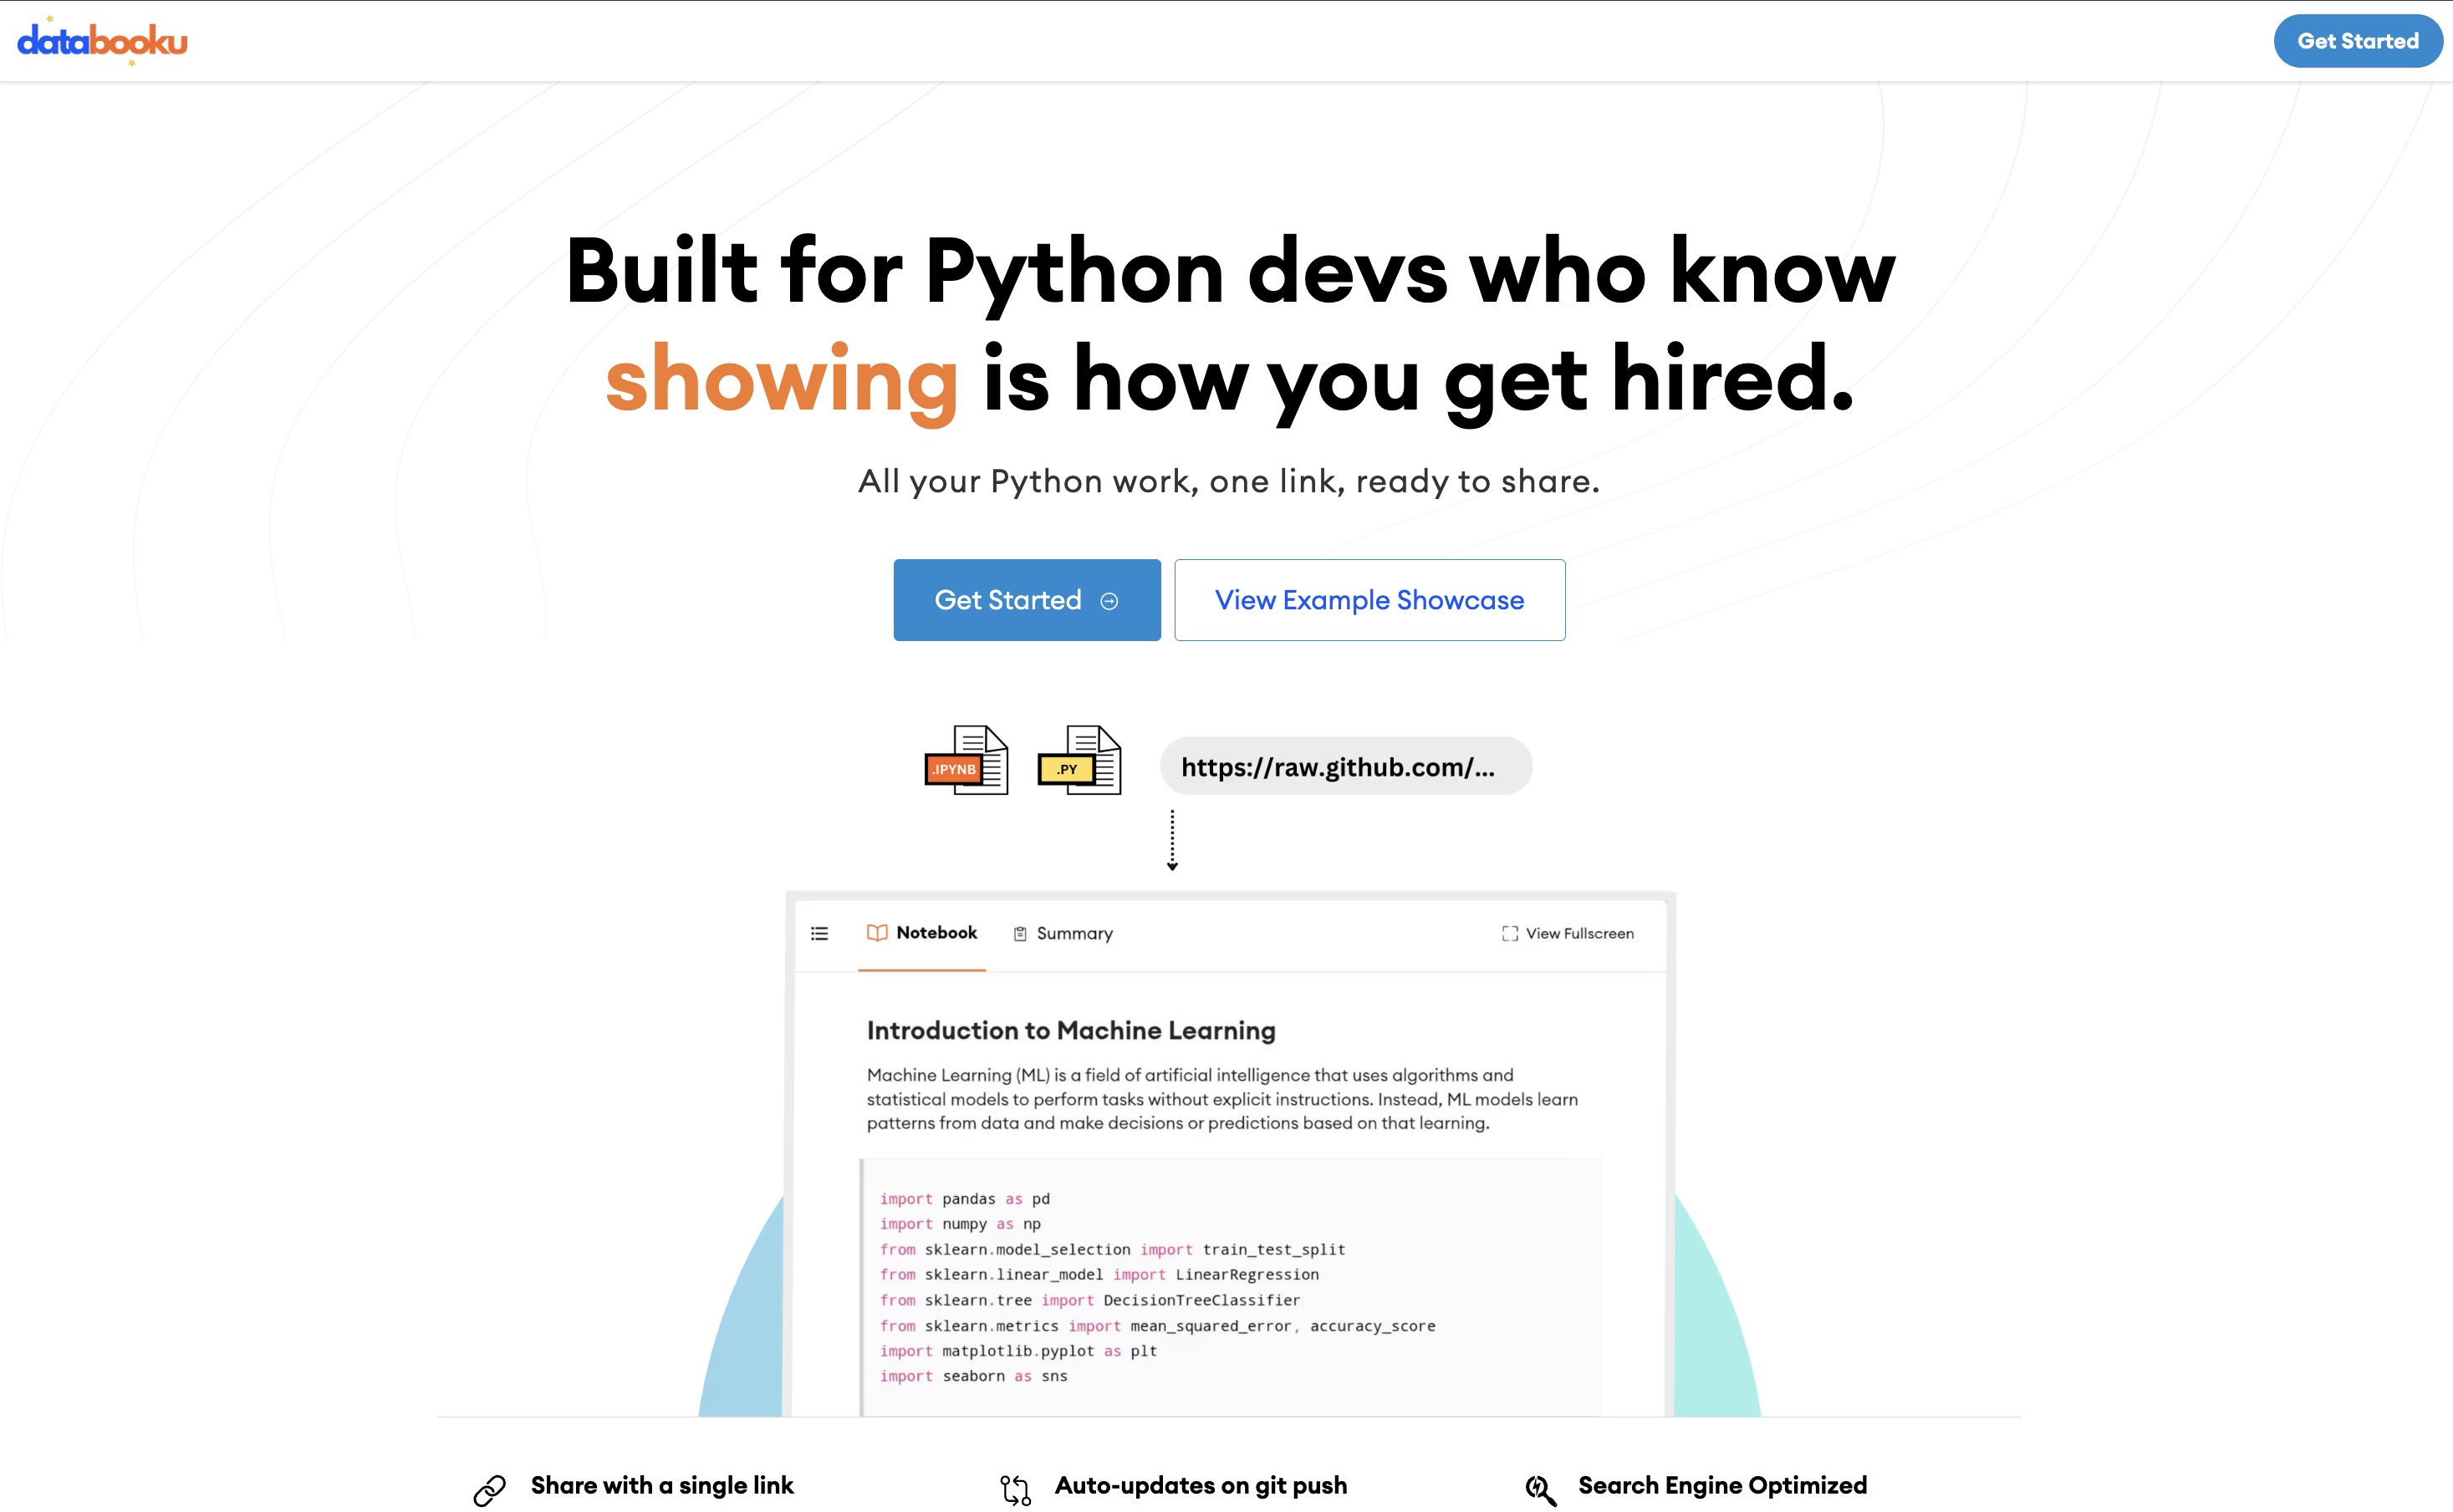 databooku
Get Started
Built for Python devs who know
showing is how you get hired.
All your Python work, one link, ready to share.
Get Started
View Example Showcase
.IPYNB
.PY
https://raw.github.com/...
Notebook
Summary
View Fullscreen
Introduction to Machine Learning
Machine Learning (ML) is a field of artificial intelligence that uses algorithms and
statistical models to perform tasks without explicit instructions. Instead, ML models learn
patterns from data and make decisions or predictions based on that learning.
import pandas as pd
import numpy as np
from sklearn.model_selection import train_test_split
from sklearn.linear_model import LinearRegression
from sklearn.tree import DecisionTreeClassifier
from sklearn.metrics import mean_squared_error, accuracy_score
import matplotlib.pyplot as plt
import seaborn as sns
Share with a single link
Auto-updates on git push
Search Engine Optimized